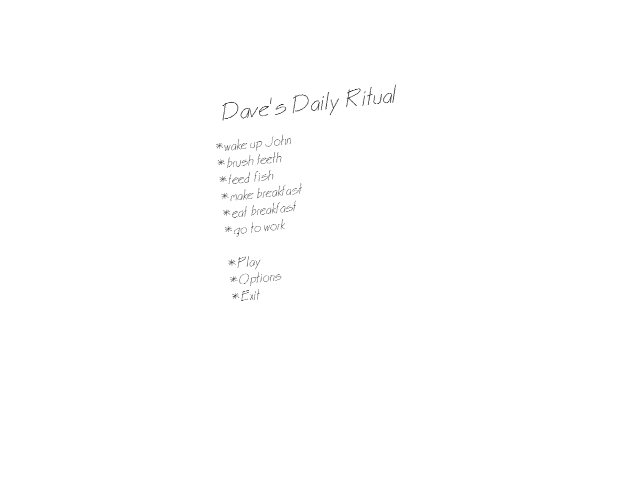 Dave's Daily Ritual
*wake up John
*brush teeth
*feed fish
*make breakfast
*eat breakfast
*go to work
*Play
*Options
*Exit